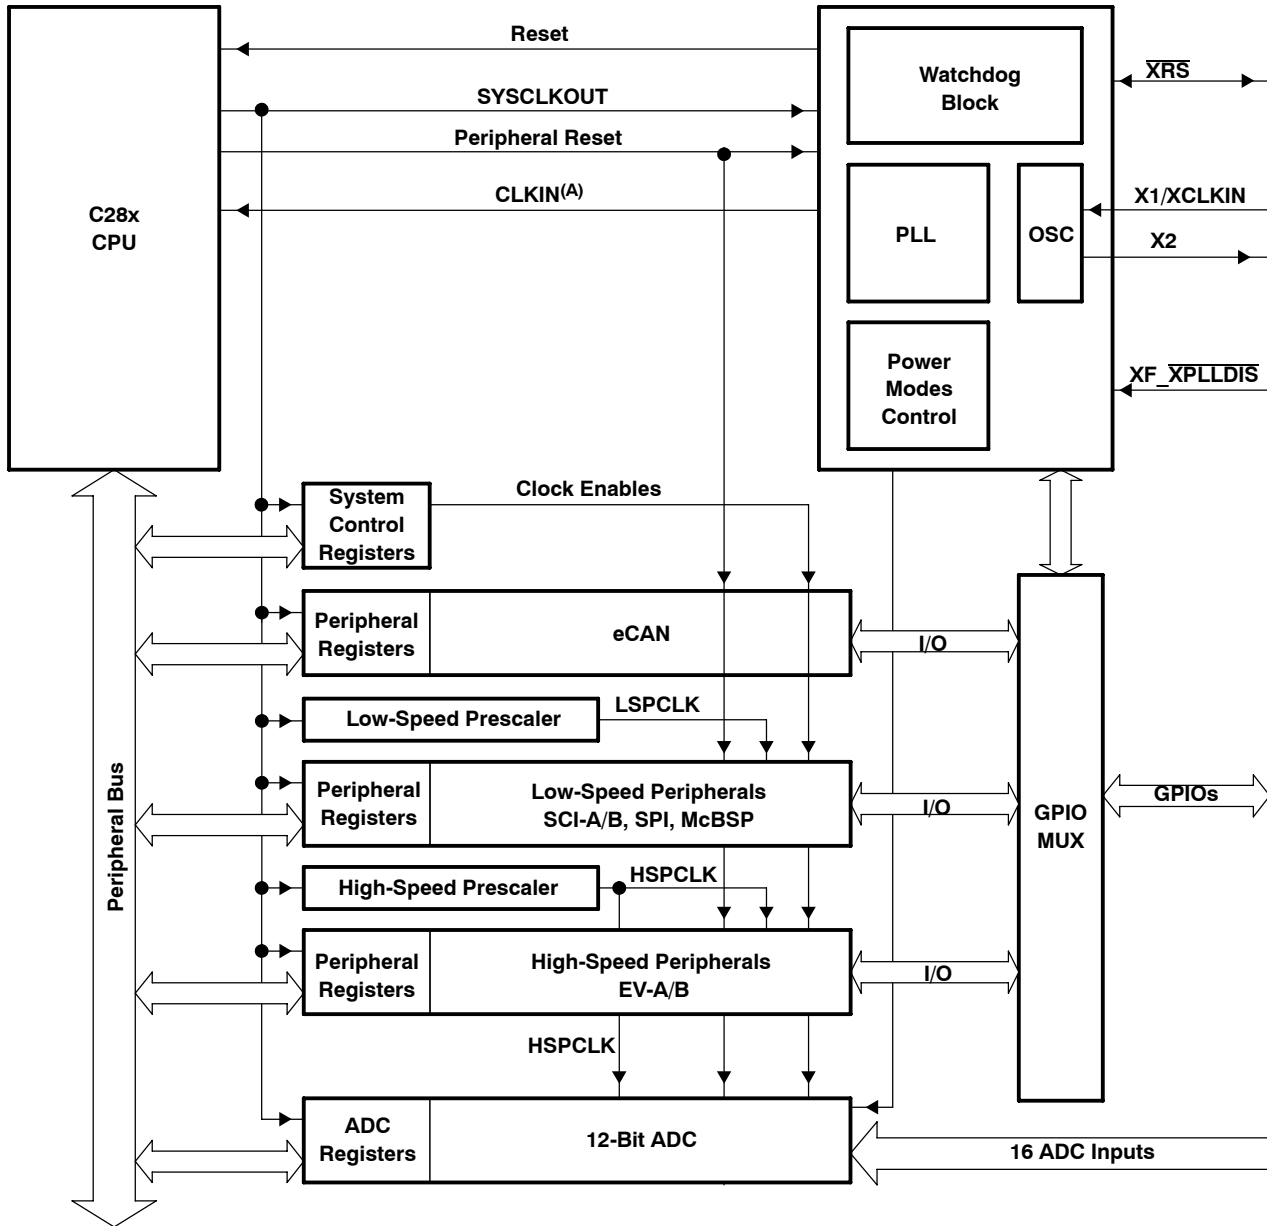 Reset
SYSCLKOUT
Peripheral Reset
CLKIN(A)
C28x
CPU
Watchdog
Block
PLL
OSC
Power
Modes
Control
XRS
X1/XCLKIN
X2
XF_XPLLDIS
System
Control
Registers
Clock Enables
Peripheral
Registers
eCAN
I/O
Low-Speed Prescaler
LSPCLK
Peripheral
Registers
Low-Speed Peripherals
SCI-A/B, SPI, McBSP
I/O
High-Speed Prescaler
HSPCLK
Peripheral
Registers
High-Speed Peripherals
EV-A/B
I/O
HSPCLK
ADC
Registers
12-Bit ADC
16 ADC Inputs
GPIO
MUX
GPIOs
Peripheral Bus